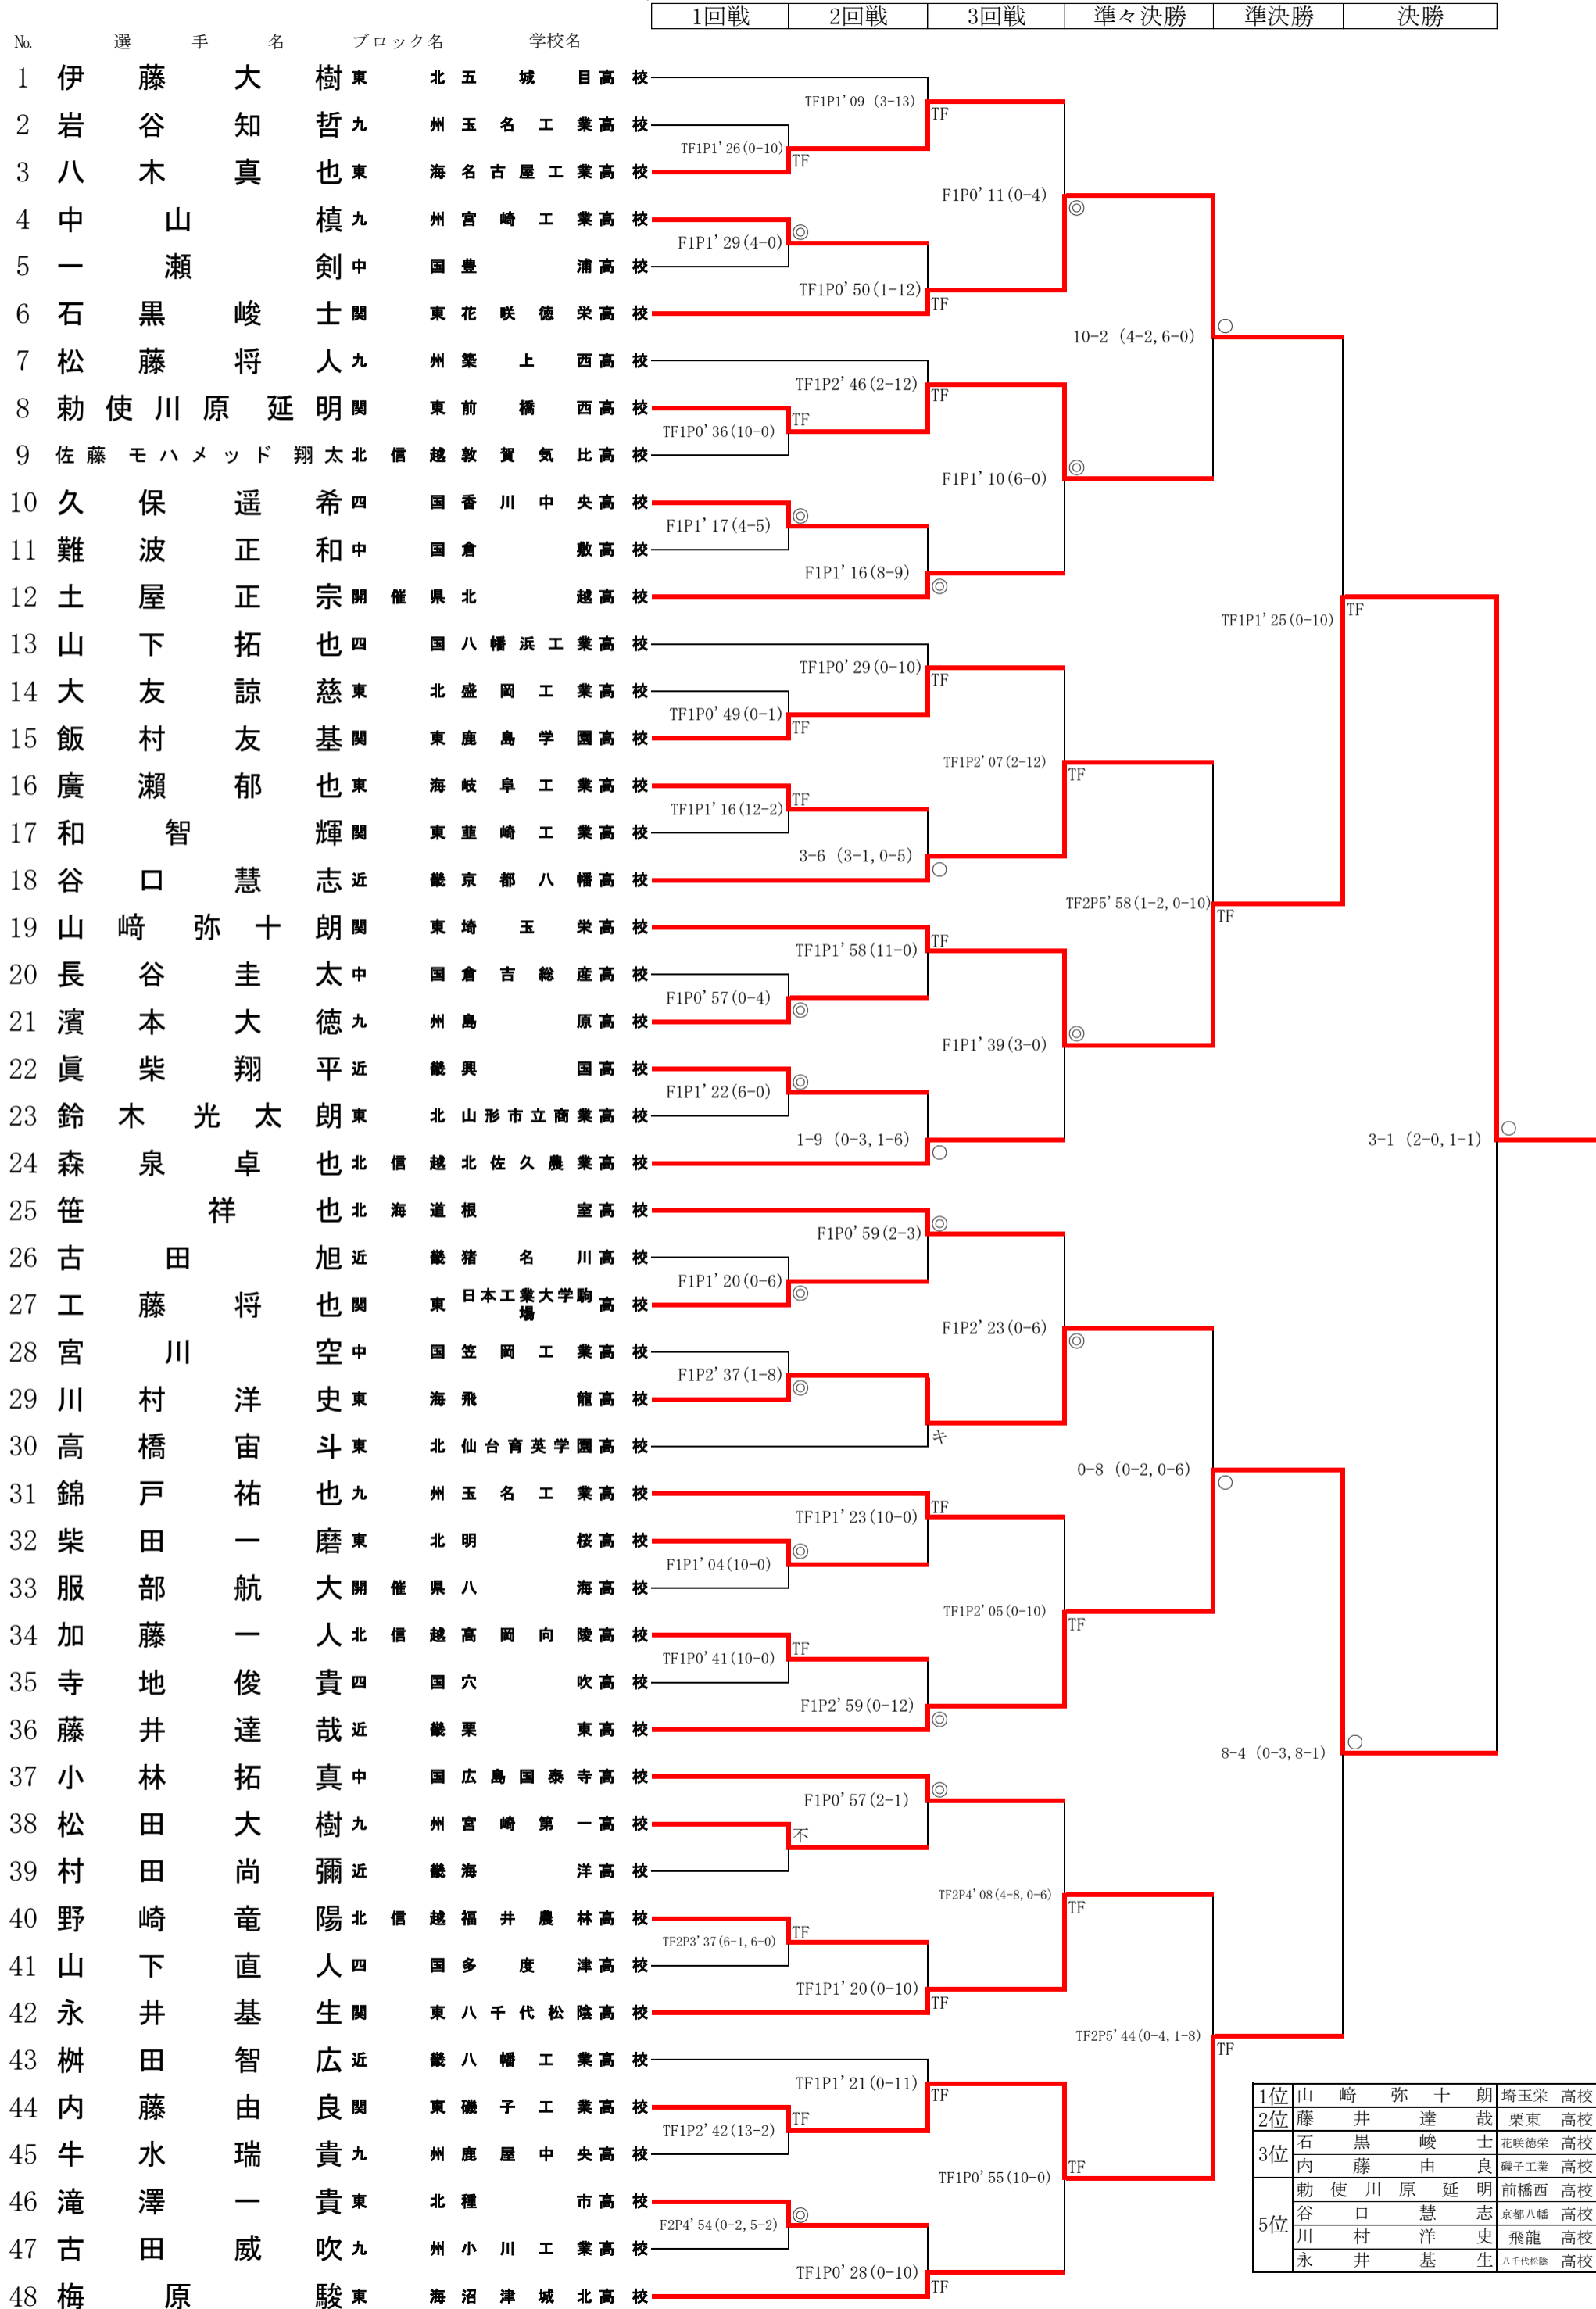 1回戦 2回戦 3回戦 準々決勝 準決勝 決勝
№ 選手名 ブロック名 学校名
1 伊藤大樹 東北 五城目高校
TF1P1'09 (3-13) TF
2 岩谷知哲 九州 玉名工業高校
TF1P1'26(0-10) TF
3 八木真也 東海 名古屋工業高校
F1P0'11(0-4) ◎
4 中山槙 九州 宮崎工業高校
F1P1'29(4-0) ◎
5 一瀬剣 中国 豊浦高校
TF1P0'50(1-12) TF
6 石黒峻士 関東 花咲徳栄高校
10-2 (4-2,6-0) ○
7 松藤将人 九州 築上西高校
TF1P2'46(2-12) TF
8 勅使川原延明 関東 前橋西高校
TF1P0'36(10-0) TF
9 佐藤モハメッド翔太 北信越 敦賀気比高校
F1P1'10(6-0) ◎
10 久保遥希 四国 香川中央高校
F1P1'17(4-5) ◎
11 難波正和 中国 倉敷高校
F1P1'16(8-9) ◎
12 土屋正宗 開催県 北越高校
TF1P1'25(0-10) TF
13 山下拓也 四国 八幡浜工業高校
TF1P0'29(0-10) TF
14 大友諒慈 東北 盛岡工業高校
TF1P0'49(0-1) TF
15 飯村友基 関東 鹿島学園高校
TF1P2'07(2-12) TF
16 廣瀬郁也 東海 岐阜工業高校
TF1P1'16(12-2) TF
17 和智輝 関東 韮崎工業高校
3-6 (3-1,0-5) ○
18 谷口慧志 近畿 京都八幡高校
TF2P5'58(1-2,0-10) TF
19 山﨑弥十朗 関東 埼玉栄高校
TF1P1'58(11-0) TF
20 長谷圭太 中国 倉吉総産高校
F1P0'57(0-4) ◎
21 濱本大徳 九州 島原高校
F1P1'39(3-0) ◎
22 眞柴翔平 近畿 興国高校
F1P1'22(6-0) ◎
23 鈴木光太朗 東北 山形市立商業高校
1-9 (0-3,1-6) ○
3-1 (2-0,1-1) ○
24 森泉卓也 北信越 北佐久農業高校
25 笹祥也 北海道 根室高校
F1P0'59(2-3) ◎
26 古田旭 近畿 猪名川高校
F1P1'20(0-6) ◎
27 工藤将也 関東 日本工業大学駒場高校
F1P2'23(0-6) ◎
28 宮川空 中国 笠岡工業高校
F1P2'37(1-8) ◎
29 川村洋史 東海 飛龍高校
キ
30 高橋宙斗 東北 仙台育英学園高校
0-8 (0-2,0-6) ○
31 錦戸祐也 九州 玉名工業高校
TF1P1'23(10-0) TF
32 柴田一磨 東北 明桜高校
F1P1'04(10-0) ◎
33 服部航大 開催県 八海高校
TF1P2'05(0-10) TF
34 加藤一人 北信越 高岡向陵高校
TF1P0'41(10-0) TF
35 寺地俊貴 四国 穴吹高校
F1P2'59(0-12) ◎
36 藤井達哉 近畿 栗東高校
8-4 (0-3,8-1) ○
37 小林拓真 中国 広島国泰寺高校
F1P0'57(2-1) ◎
38 松田大樹 九州 宮崎第一高校
不
39 村田尚彌 近畿 海洋高校
TF2P4'08(4-8,0-6) TF
40 野崎竜陽 北信越 福井農林高校
TF2P3'37(6-1,6-0) TF
41 山下直人 四国 多度津高校
TF1P1'20(0-10) TF
42 永井基生 関東 八千代松陰高校
TF2P5'44(0-4,1-8) TF
43 桝田智広 近畿 八幡工業高校
TF1P1'21(0-11) TF
44 内藤由良 関東 磯子工業高校
TF1P2'42(13-2) TF
45 牛水瑞貴 九州 鹿屋中央高校
TF1P0'55(10-0) TF
46 滝澤一貴 東北 種市高校
F2P4'54(0-2,5-2) ◎
47 古田威吹 九州 小川工業高校
TF1P0'28(0-10) TF
48 梅原駿 東海 沼津城北高校
1位 山﨑弥十朗 埼玉栄 高校
2位 藤井達哉 栗東 高校
3位 石黒峻士 花咲徳栄 高校
内藤由良 磯子工業 高校
5位 勅使川原延明 前橋西 高校
谷口慧志 京都八幡 高校
川村洋史 飛龍 高校
永井基生 八千代松陰 高校